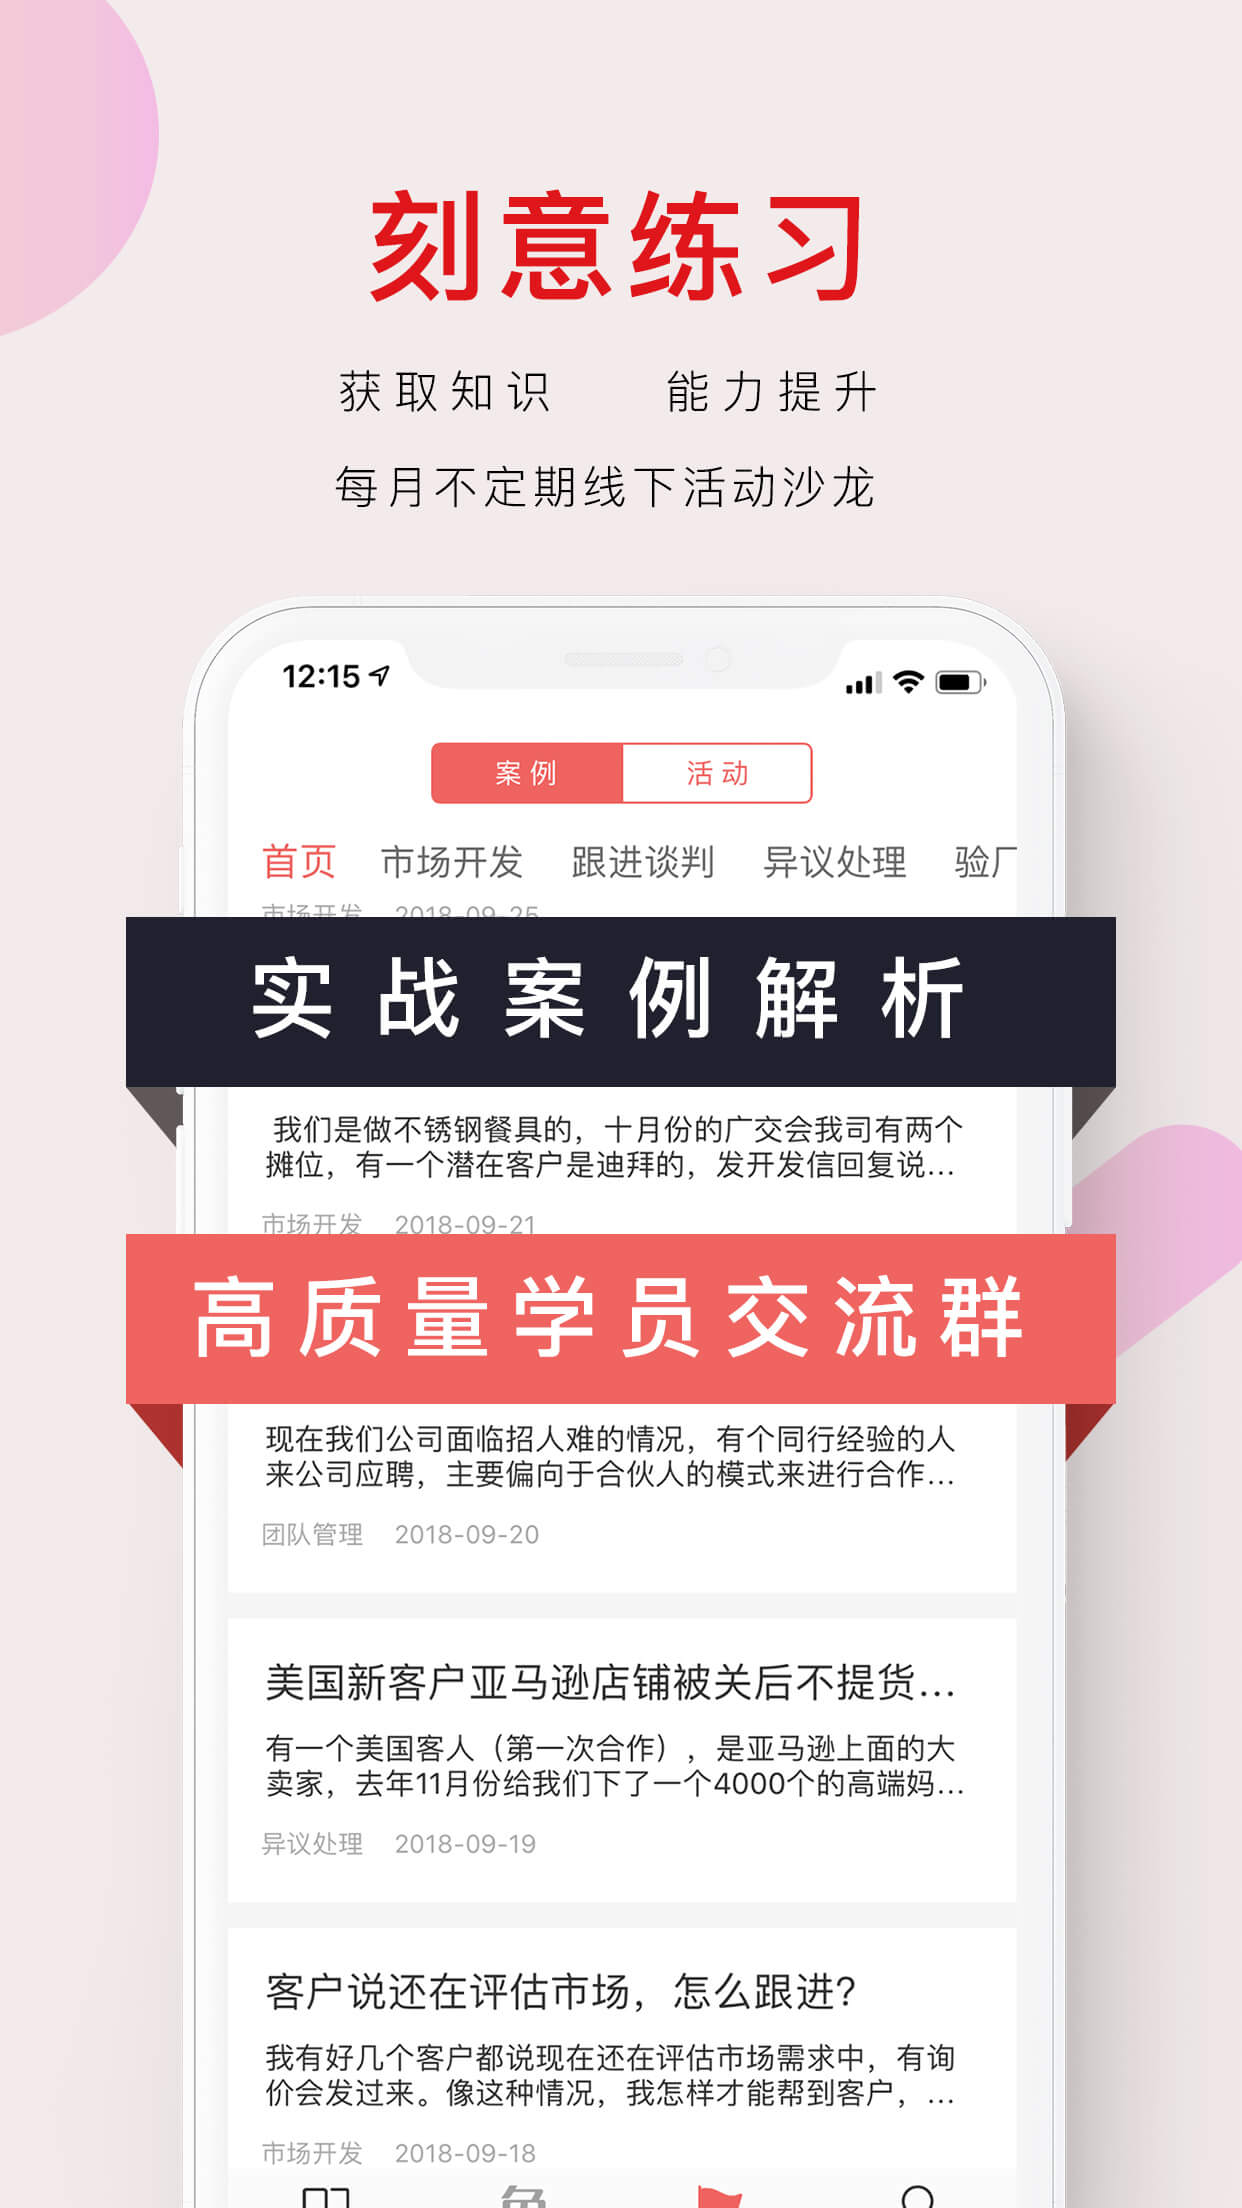 刻意练习
获取知识 能力提升
每月不定期线下活动沙龙
12:15
案例 活动
首页 市场开发 跟进谈判 异议处理 验厂
市场开发 2018-09-25
实战案例解析
我们是做不锈钢餐具的，十月份的广交会我司有两个
摊位，有一个潜在客户是迪拜的，发开发信回复说...
市场开发 2018-09-21
高质量学员交流群
现在我们公司面临招人难的情况，有个同行经验的人
来公司应聘，主要偏向于合伙人的模式来进行合作...
团队管理 2018-09-20
美国新客户亚马逊店铺被关后不提货...
有一个美国客人（第一次合作），是亚马逊上面的大
卖家，去年11月份给我们下了一个4000个的高端妈...
异议处理 2018-09-19
客户说还在评估市场，怎么跟进?
我有好几个客户都说现在还在评估市场需求中，有询
价会发过来。像这种情况，我怎样才能帮到客户，...
市场开发 2018-09-18